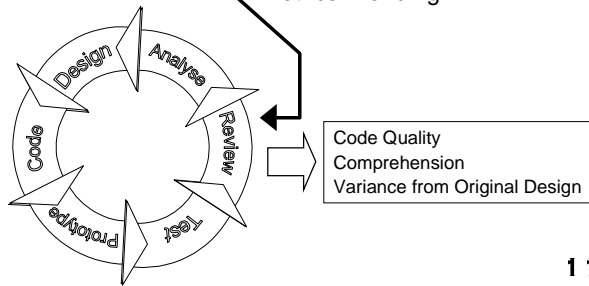 Design
Analyse
Review
Test
Prototype
Code
Code Quality
Comprehension
Variance from Original Design